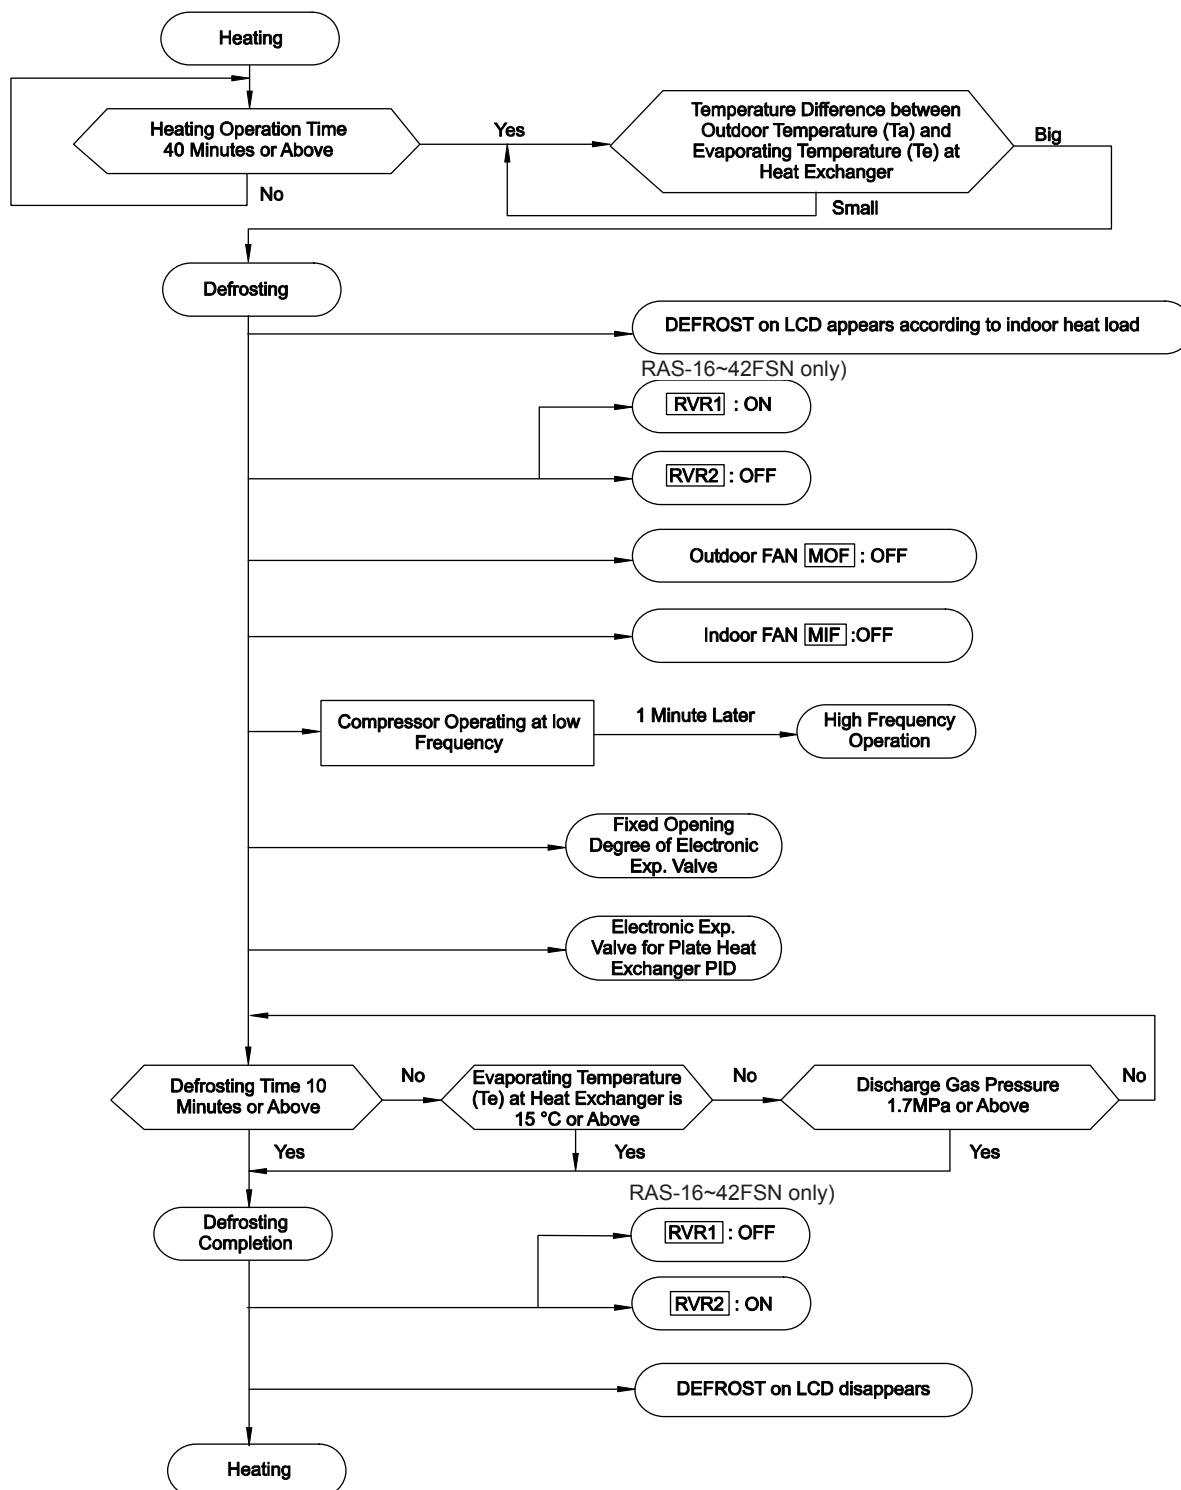 Heating
Heating Operation Time
40 Minutes or Above
Yes
No
Temperature Difference between
Outdoor Temperature (Ta) and
Evaporating Temperature (Te) at
Heat Exchanger
Big
Small
Defrosting
DEFROST on LCD appears according to indoor heat load
RAS-16~42FSN only)
RVR1 : ON
RVR2 : OFF
Outdoor FAN MOF : OFF
Indoor FAN MIF :OFF
Compressor Operating at low
Frequency
1 Minute Later
High Frequency
Operation
Fixed Opening
Degree of Electronic
Exp. Valve
Electronic Exp.
Valve for Plate Heat
Exchanger PID
Defrosting Time 10
Minutes or Above
No
Evaporating Temperature
(Te) at Heat Exchanger is
15 °C or Above
No
Discharge Gas Pressure
1.7MPa or Above
No
Yes
Yes
Yes
Defrosting
Completion
RAS-16~42FSN only)
RVR1 : OFF
RVR2 : ON
DEFROST on LCD disappears
Heating